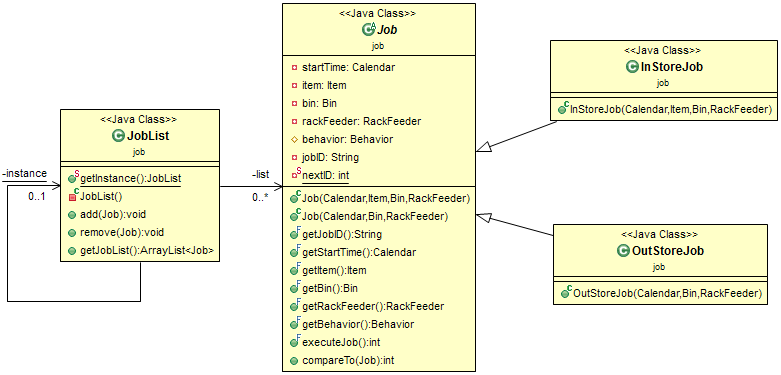 <<Java Class>>
JobList
job
getInstance():JobList
JobList()
add(Job):void
remove(Job):void
getJobList():ArrayList<Job>
-instance
0..1
-list
0..*
<<Java Class>>
Job
job
startTime: Calendar
item: Item
bin: Bin
rackFeeder: RackFeeder
behavior: Behavior
jobID: String
nextID: int
Job(Calendar,Item,Bin,RackFeeder)
Job(Calendar,Bin,RackFeeder)
getJobID():String
getStartTime():Calendar
getItem():Item
getBin():Bin
getRackFeeder():RackFeeder
getBehavior():Behavior
executeJob():int
compareTo(Job):int
<<Java Class>>
InStoreJob
job
InStoreJob(Calendar,Item,Bin,RackFeeder)
<<Java Class>>
OutStoreJob
job
OutStoreJob(Calendar,Bin,RackFeeder)